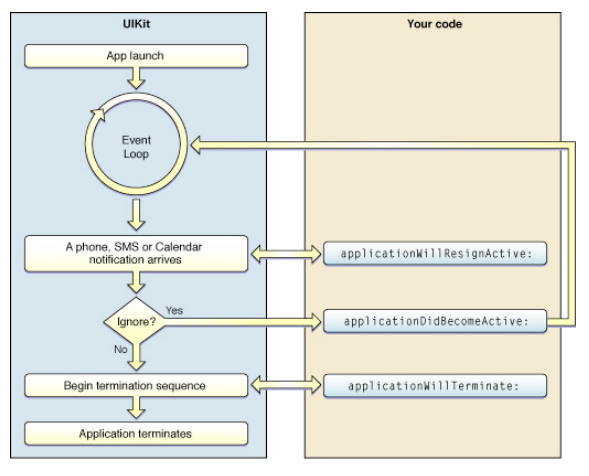 UIKit
Your code
App launch
Event
Loop
A phone, SMS or Calendar
notification arrives
applicationWillResignActive:
Ignore?
Yes
applicationDidBecomeActive:
No
Begin termination sequence
applicationWillTerminate:
Application terminates